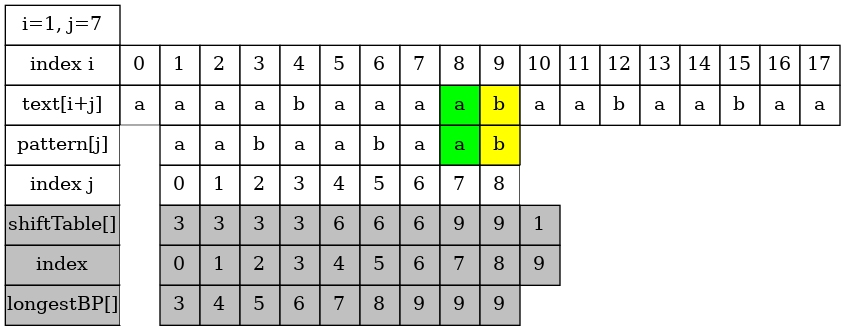 i=1, j=7
index i 0 1 2 3 4 5 6 7 8 9 10 11 12 13 14 15 16 17
text[i+j] a a a a b a a a a b a a b a a b a a
pattern[j] a a b a a b a a b
index j 0 1 2 3 4 5 6 7 8
shiftTable[] 3 3 3 3 6 6 6 9 9 1
index 0 1 2 3 4 5 6 7 8 9
longestBP[] 3 4 5 6 7 8 9 9 9